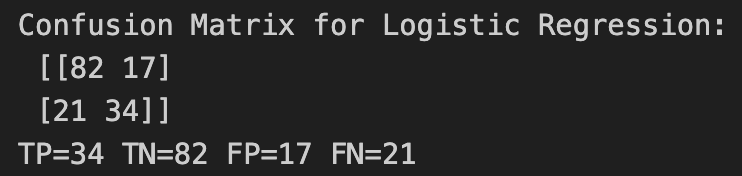 Confusion Matrix for Logistic Regression:
[[82 17]
[21 34]]
TP=34 TN=82 FP=17 FN=21